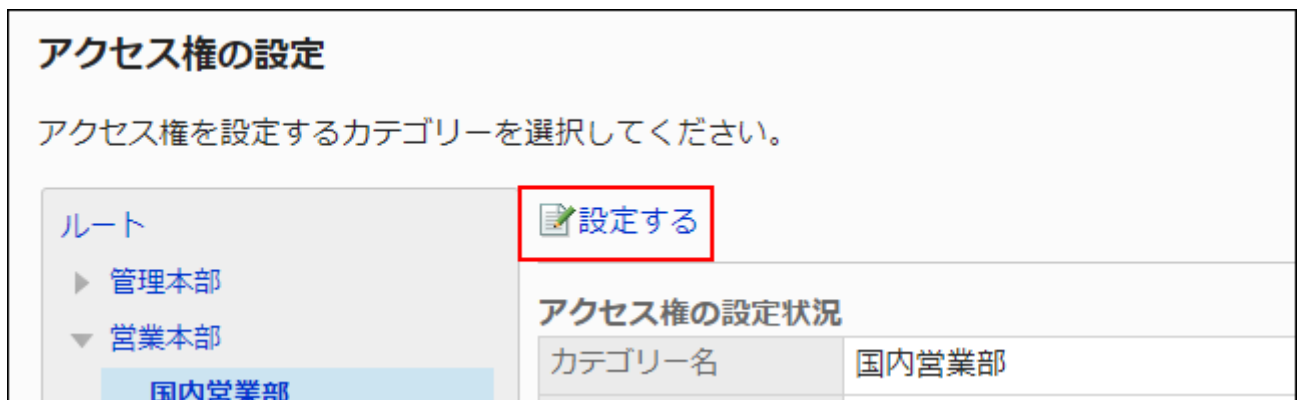 アクセス権の設定
アクセス権を設定するカテゴリーを選択してください。
ルート
管理本部
営業本部
国内営業部
設定する
アクセス権の設定状況
カテゴリー名 国内営業部